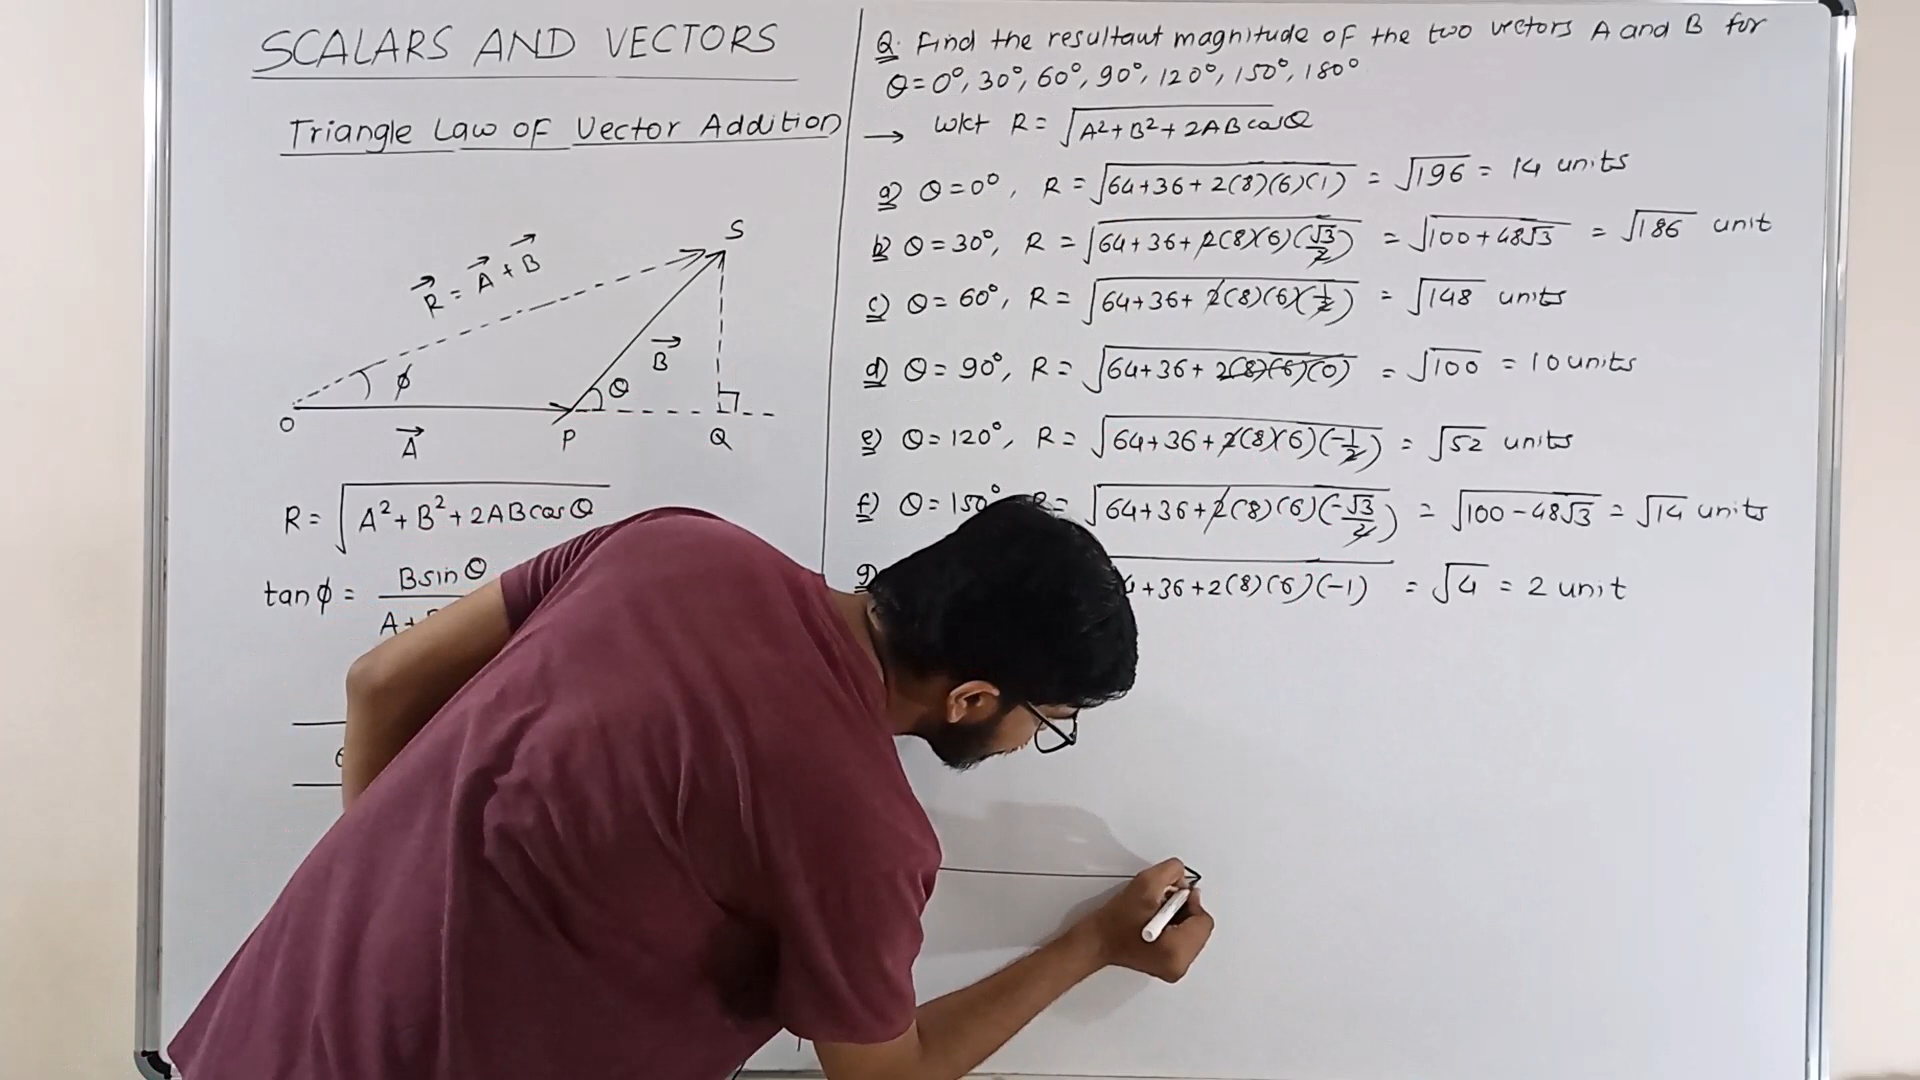 SCALARS AND VECTORS
Triangle Law of Vector Addition
S
R = A + B
B
ϕ
θ
O
A
P
Q
R = √(A² + B² + 2AB cosθ)
tanϕ = B sinθ
A +
Q. Find the resultant magnitude of the two vectors A and B for
θ = 0°, 30°, 60°, 90°, 120°, 150°, 180°
→ WKT R = √(A² + B² + 2AB cosθ)
a) θ = 0°, R = √(64+36+2(8)(6)(1)) = √196 = 14 units
b) θ = 30°, R = √(64+36+2(8)(6)(√3/2)) = √(100+48√3) = √186 unit
c) θ = 60°, R = √(64+36+2(8)(6)(1/2)) = √148 units
d) θ = 90°, R = √(64+36+2(8)(6)(0)) = √100 = 10 units
e) θ = 120°, R = √(64+36+2(8)(6)(-1/2)) = √52 units
f) θ = 150°, R = √(64+36+2(8)(6)(-√3/2)) = √(100-48√3) = √14 units
g) +36+2(8)(6)(-1) = √4 = 2 unit